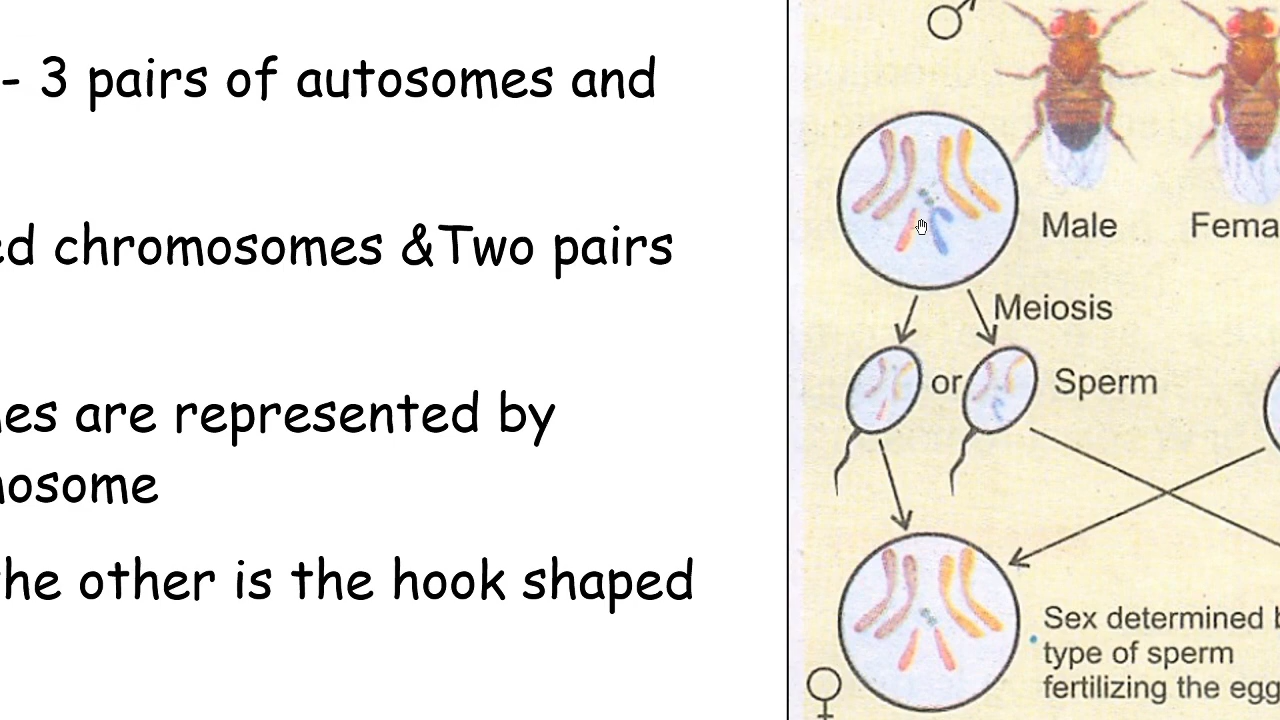 - 3 pairs of autosomes and
ed chromosomes &Two pairs
es are represented by
osome
he other is the hook shaped
Male
Fema
Meiosis
or
Sperm
Sex determined b
type of sperm
fertilizing the egg